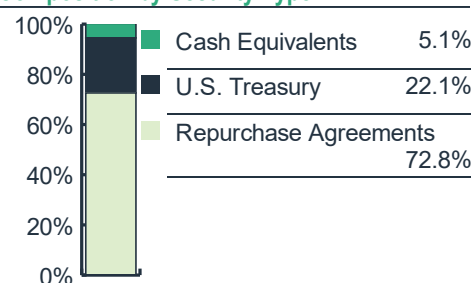 100%
80%
60%
40%
20%
0%
Cash Equivalents 5.1%
U.S. Treasury 22.1%
Repurchase Agreements
72.8%